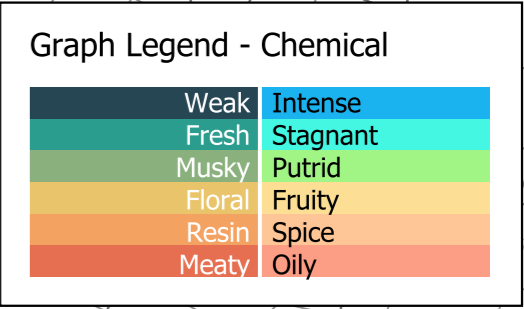 Graph Legend - Chemical
Weak Intense
Fresh Stagnant
Musky Putrid
Floral Fruity
Resin Spice
Meaty Oily